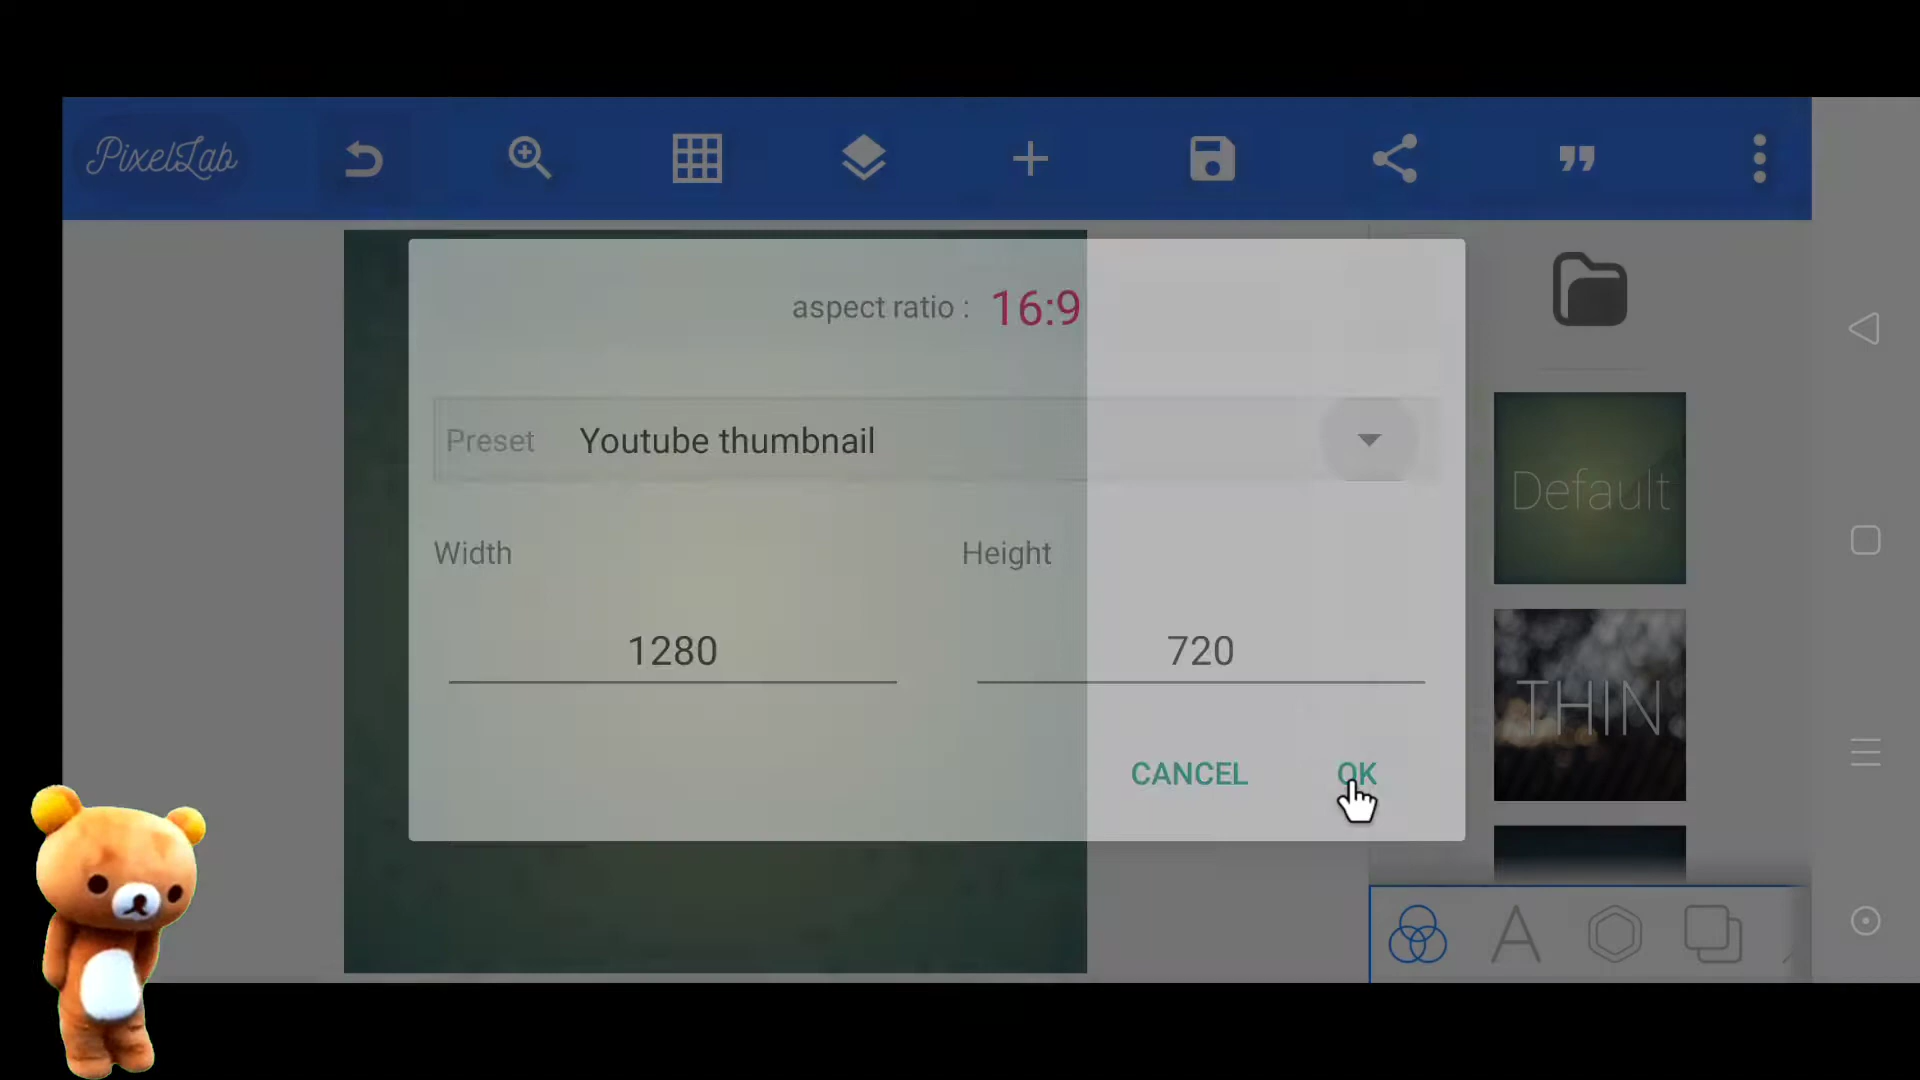 PixelLab
aspect ratio : 16:9
Preset Youtube thumbnail
Width Height
1280 720
CANCEL OK
Default
THIN